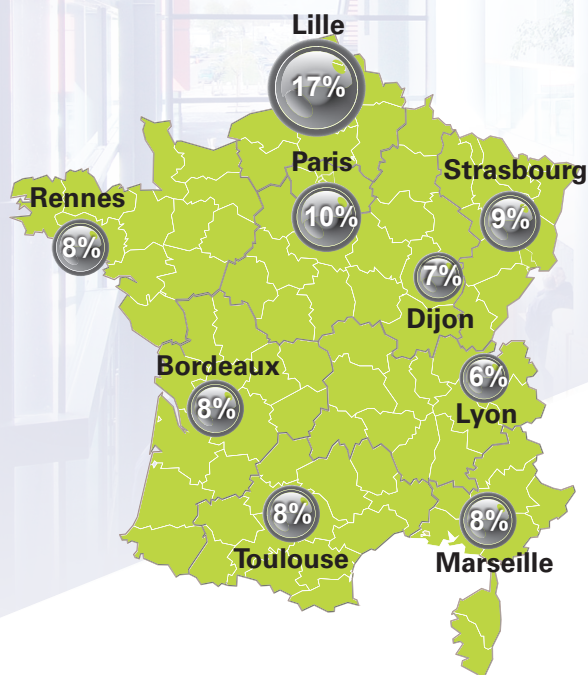 Lille
17%
Paris
10%
Strasbourg
9%
Rennes
8%
7%
Dijon
Bordeaux
8%
6%
Lyon
8%
Toulouse
8%
Marseille